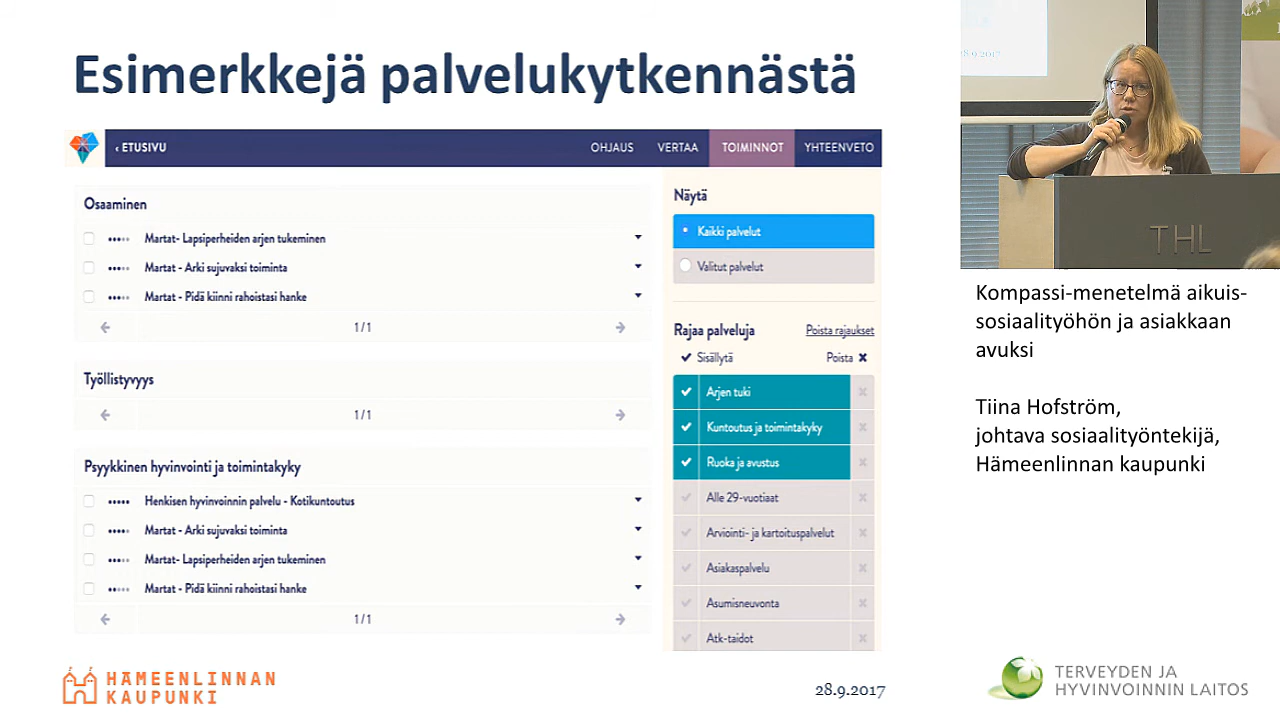 Esimerkkejä palvelukytkennästä
‹ ETUSIVU
OHJAUS
VERTAA
TOIMINNOT
YHTEENVETO
Osaaminen
Martat- Lapsiperheiden arjen tukeminen
Martat - Arki sujuvaksi toiminta
Martat - Pidä kiinni rahoistasi hanke
1/1
Työllistyvyys
1/1
Psyykkinen hyvinvointi ja toimintakyky
Henkisen hyvinvoinnin palvelu - Kotikuntoutus
Martat - Arki sujuvaksi toiminta
Martat- Lapsiperheiden arjen tukeminen
Martat - Pidä kiinni rahoistasi hanke
1/1
Näytä
Kaikki palvelut
Valitut palvelut
Rajaa palveluja
Poista rajaukset
Sisällytä
Poista
Arjen tuki
Kuntoutus ja toimintakyky
Ruoka ja avustus
Alle 29-vuotiaat
Arviointi- ja kartoituspalvelut
Asiakaspalvelu
Asumisneuvonta
Atk-taidot
HÄMEENLINNAN
KAUPUNKI
28.9.2017
28.9.2017
THL
Kompassi-menetelmä aikuis-
sosiaalityöhön ja asiakkaan
avuksi
Tiina Hofström,
johtava sosiaalityöntekijä,
Hämeenlinnan kaupunki
TERVEYDEN JA
HYVINVOINNIN LAITOS